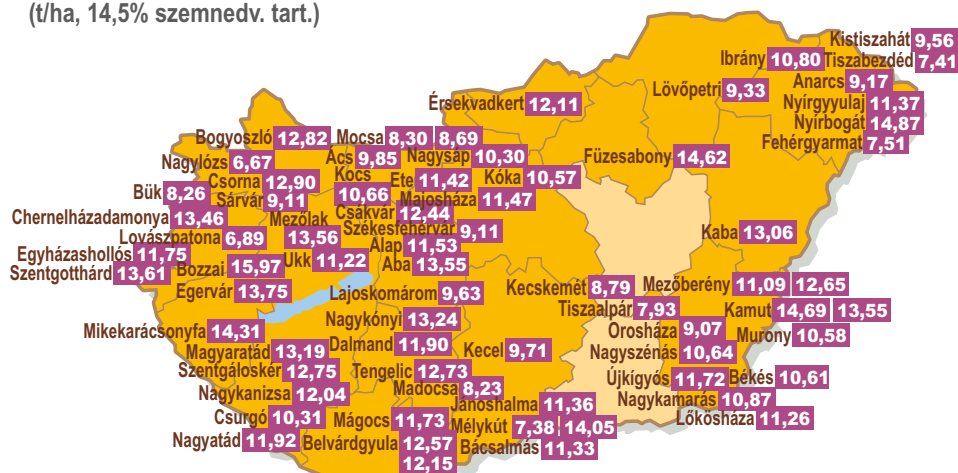 (t/ha, 14,5% szemnedv. tart.)
Kistiszahát 9,56
Ibrány 10,80 Tiszabezdéd 7,41
Lövőpetri 9,33 Anarcs 9,17
Érsekvadkert 12,11 Nyírgyulaj 11,37
Nyírbogát 14,87
Bogyoszló 12,82 Mocsa 8,30 8,69 Fehérgyarmat 7,51
Nagylózs 6,67 Ács 9,85 Nagysáp 10,30 Füzesabony 14,62
Csorna 12,90 Kocs 10,66 Ete 11,42 Kóka 10,57
Bük 8,26 Sárvár 9,11 Majosháza 11,47
Chernelházadamonya 13,46 Mezőlak 13,56 Csákvár 12,44
Lovászpatona 6,89 Székesfehérvár 9,11 Kaba 13,06
Egyházashollós 11,75 Alap 11,53
Szentgotthárd 13,61 Bozzai 15,97 Ukk 11,22 Aba 13,55
Egervár 13,75 Lajoskomárom 9,63 Kecskemét 8,79 Mezőberény 11,09 12,65
Tiszaalpár 7,93 Kamut 14,69 13,55
Mikekarácsonyfa 14,31 Nagykónyi 13,24 Orosháza 9,07 Murony 10,58
Magyaratád 13,19 Dalmand 11,90 Kecel 9,71 Nagyszénás 10,64
Szentgáloskér 12,75 Tengelic 12,73 Újkígyós 11,72 Békés 10,61
Nagykanizsa 12,04 Madocsa 8,23 Nagykamarás 10,87
Csurgó 10,31 Mágocs 11,73 Jánoshalma 11,36 Lőkösháza 11,26
Nagyatád 11,92 Belvárdgyula 12,57 Mélykút 7,38 14,05
12,15 Bácsalmás 11,33